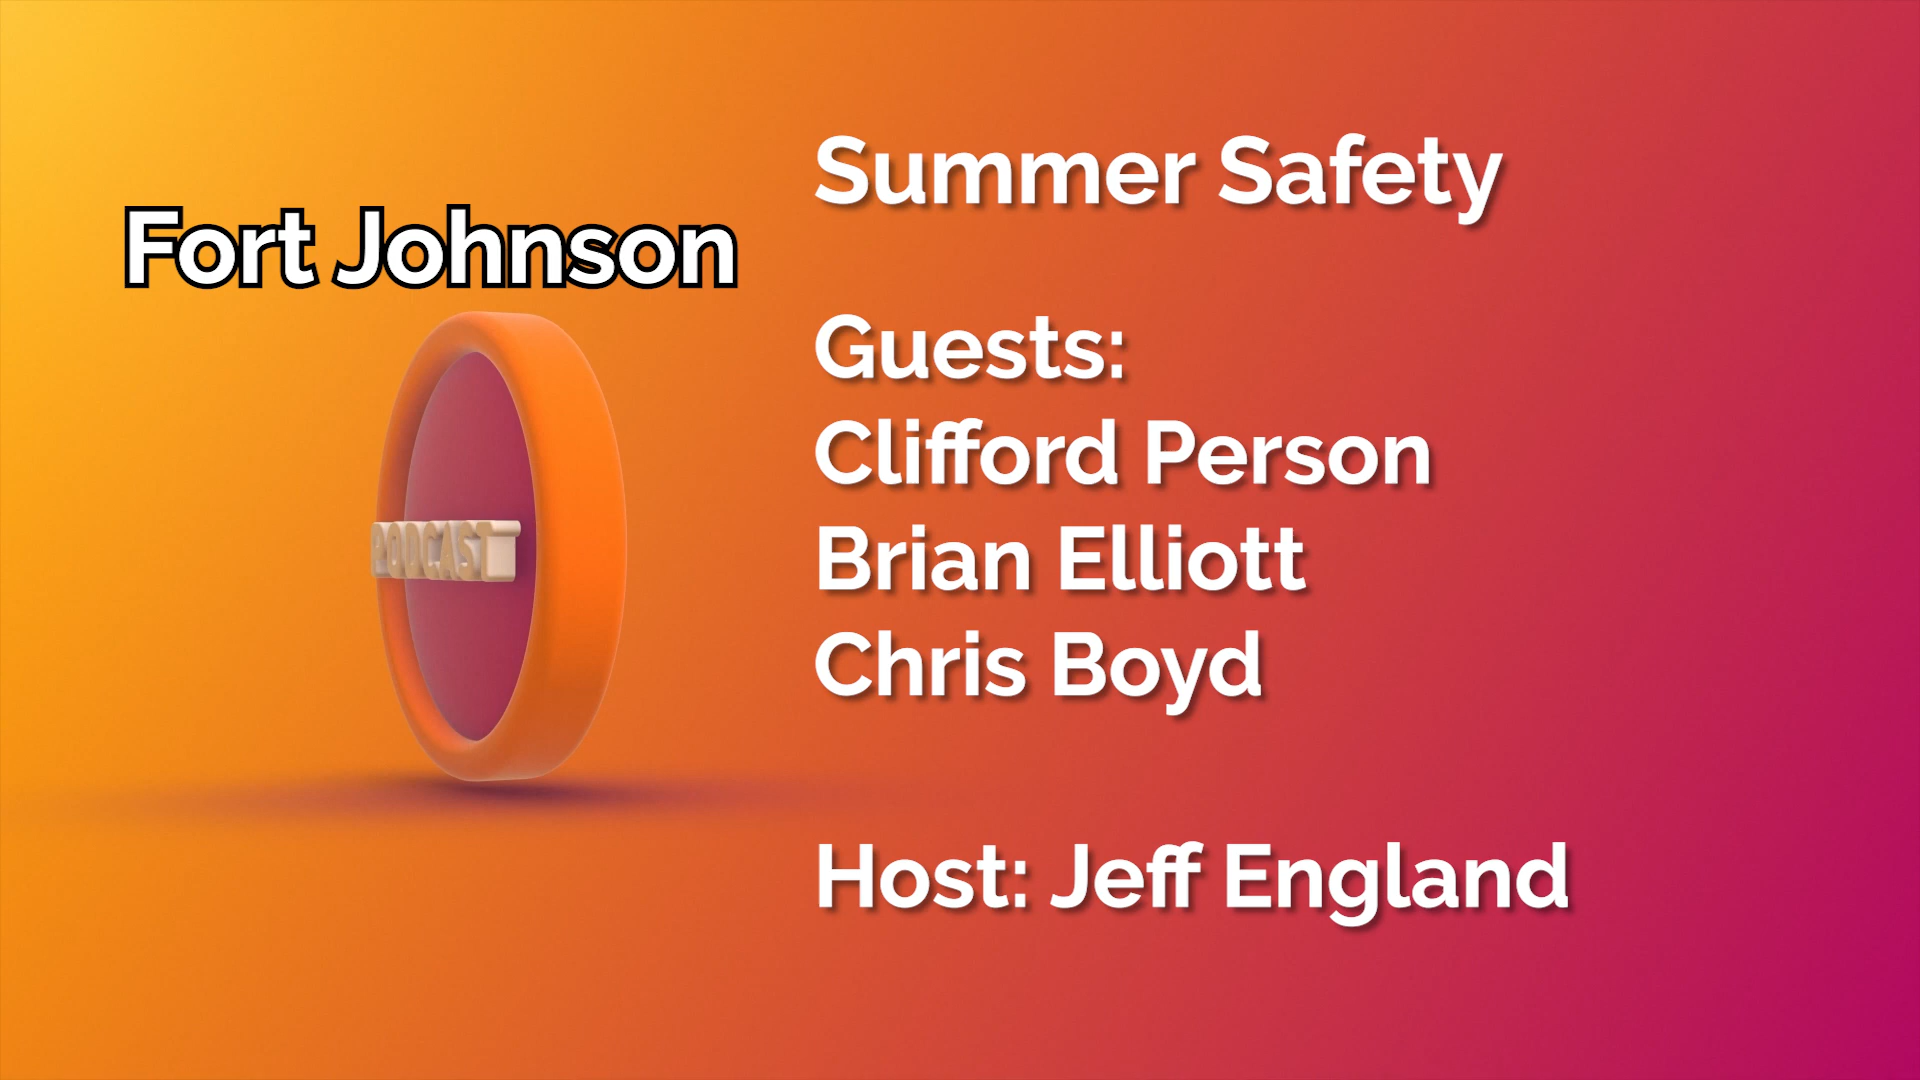 Fort Johnson
PODCAST
Summer Safety
Guests:
Clifford Person
Brian Elliott
Chris Boyd
Host: Jeff England